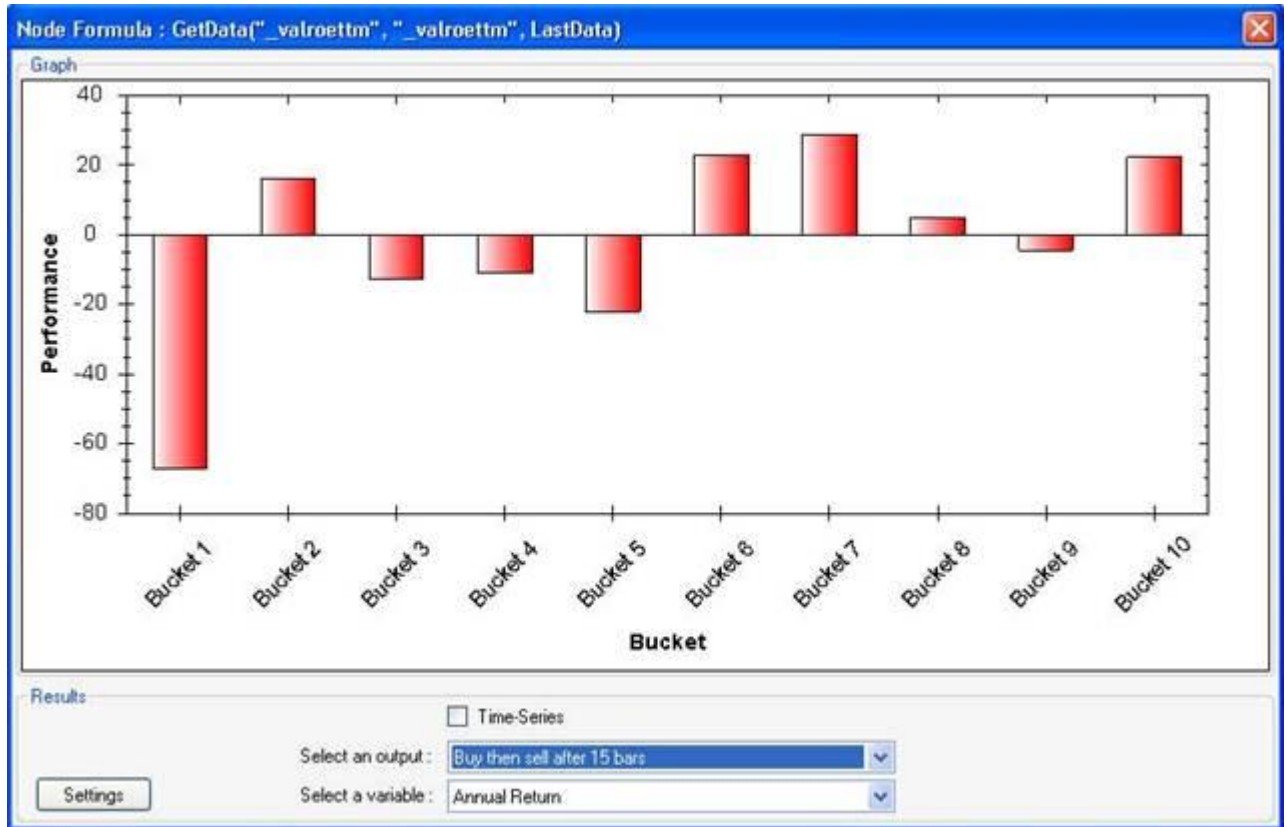 Node Formula : GetData("_valroettm", "_valroettm", LastData)
Graph
40
20
0
-20
-40
-60
-80
Performance
Bucket 1
Bucket 2
Bucket 3
Bucket 4
Bucket 5
Bucket 6
Bucket 7
Bucket 8
Bucket 9
Bucket 10
Bucket
Results
Time-Series
Select an output : Buy then sell after 15 bars
Settings Select a variable : Annual Return